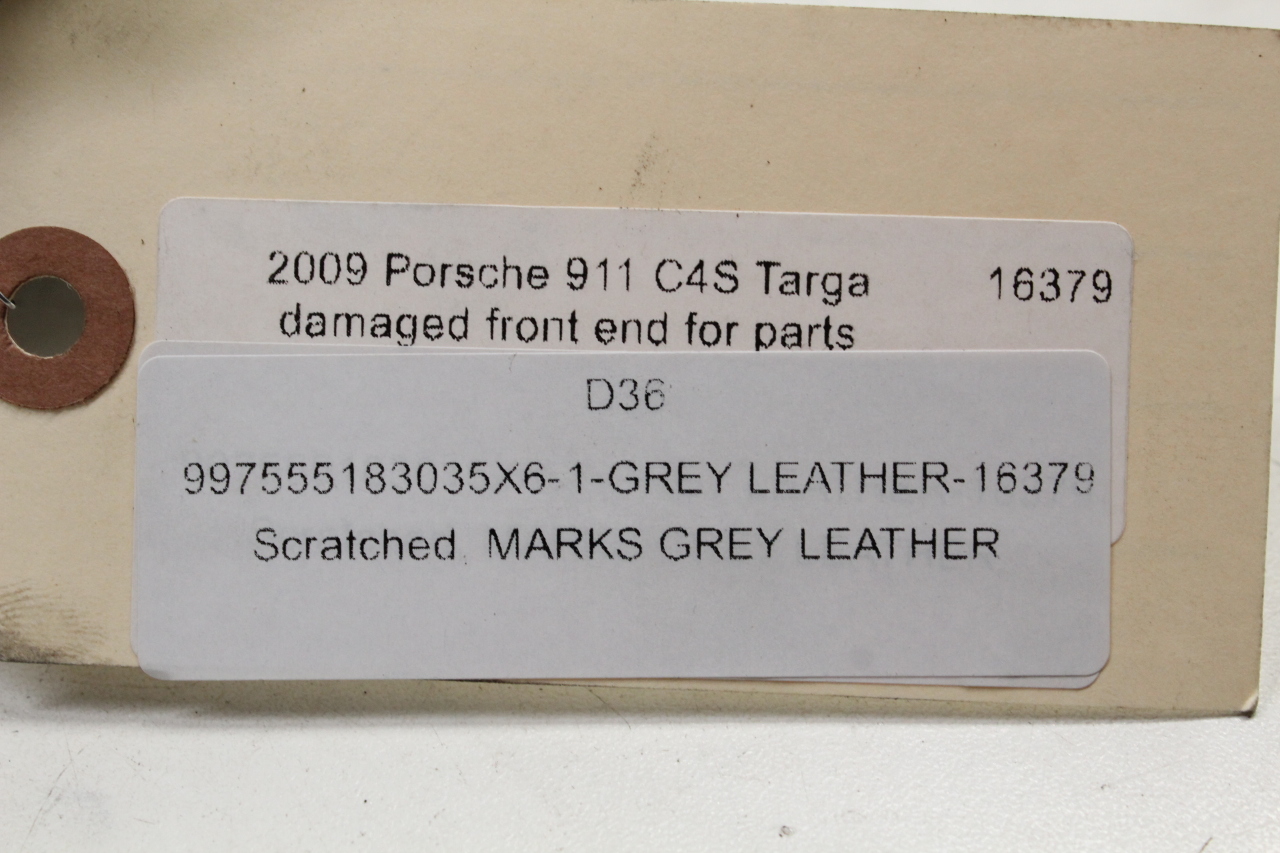 2009 Porsche 911 C4S Targa 16379
damaged front end for parts
D36
997555183035X6-1-GREY LEATHER-16379
Scratched MARKS GREY LEATHER